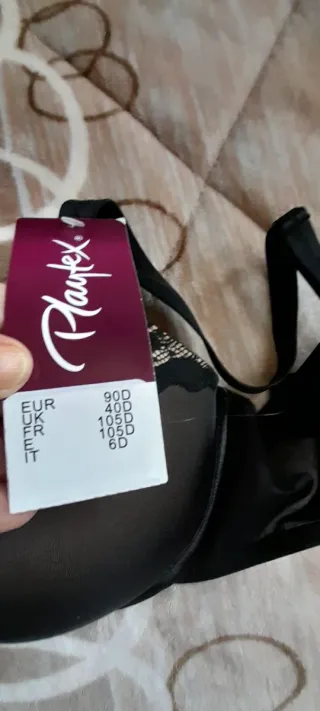 Playtex®
EUR 90D
UK 40D
FR 105D
E 105D
IT 6D